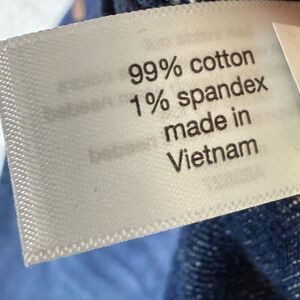 99% cotton
1% spandex
made in
Vietnam